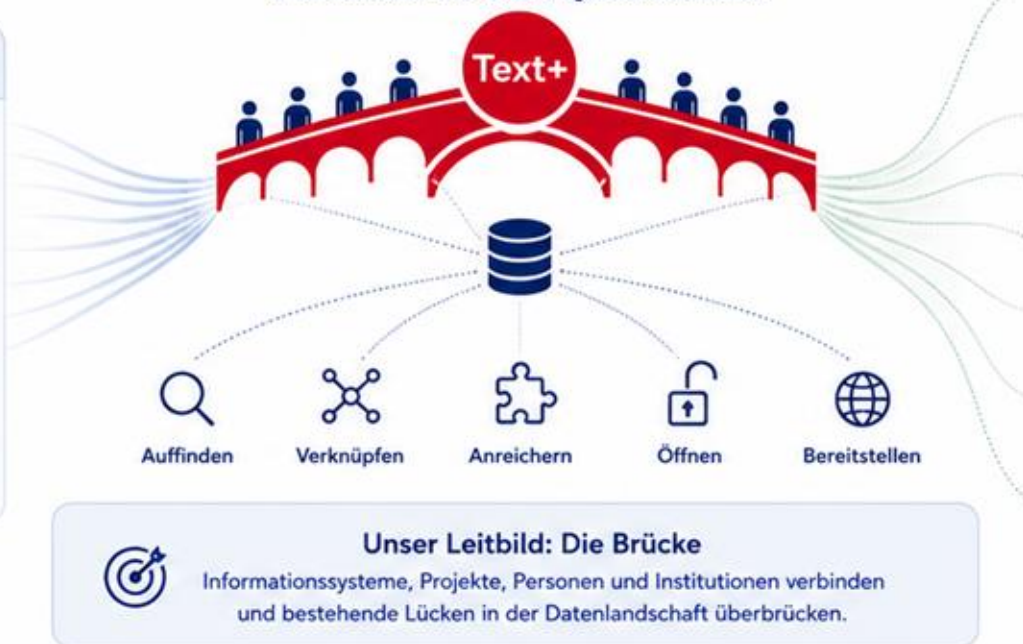 Text+
Auffinden
Verknüpfen
Anreichern
Öffnen
Bereitstellen
Unser Leitbild: Die Brücke
Informationssysteme, Projekte, Personen und Institutionen verbinden
und bestehende Lücken in der Datenlandschaft überbrücken.